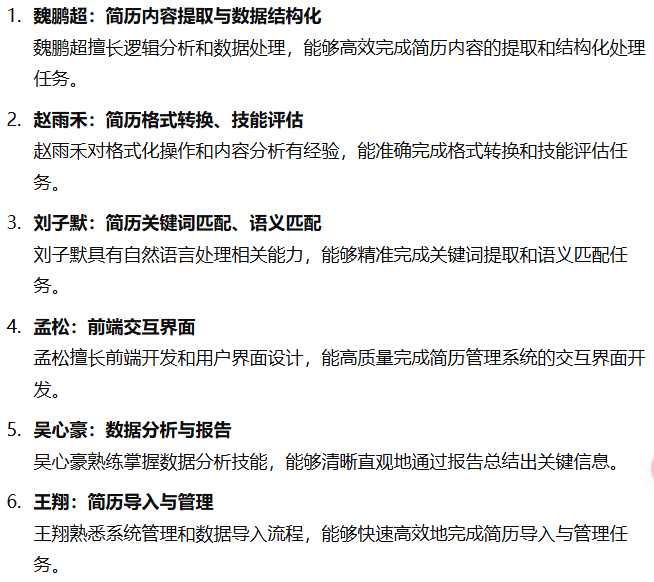 1. 魏鹏超：简历内容提取与数据结构化
魏鹏超擅长逻辑分析和数据处理，能够高效完成简历内容的提取和结构化处理
任务。
2. 赵雨禾：简历格式转换、技能评估
赵雨禾对格式化操作和内容分析有经验，能准确完成格式转换和技能评估任
务。
3. 刘子默：简历关键词匹配、语义匹配
刘子默具有自然语言处理相关能力，能够精准完成关键词提取和语义匹配任
务。
4. 孟松：前端交互界面
孟松擅长前端开发和用户界面设计，能高质量完成简历管理系统的交互界面开
发。
5. 吴心豪：数据分析与报告
吴心豪熟练掌握数据分析技能，能够清晰直观地通过报告总结出关键信息。
6. 王翔：简历导入与管理
王翔熟悉系统管理和数据导入流程，能够快速高效地完成简历导入与管理任
务。